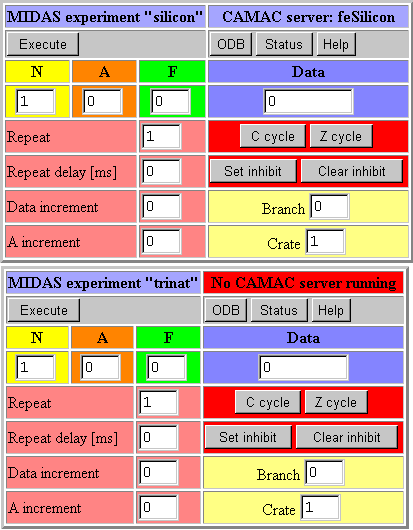 MIDAS experiment "silicon" CAMAC server: feSilicon
Execute ODB Status Help
N A F Data
1 0 0 0
Repeat 1 C cycle Z cycle
Repeat delay [ms] 0 Set inhibit Clear inhibit
Data increment 0 Branch 0
A increment 0 Crate 1
MIDAS experiment "trinat" No CAMAC server running
Execute ODB Status Help
N A F Data
1 0 0 0
Repeat 1 C cycle Z cycle
Repeat delay [ms] 0 Set inhibit Clear inhibit
Data increment 0 Branch 0
A increment 0 Crate 1